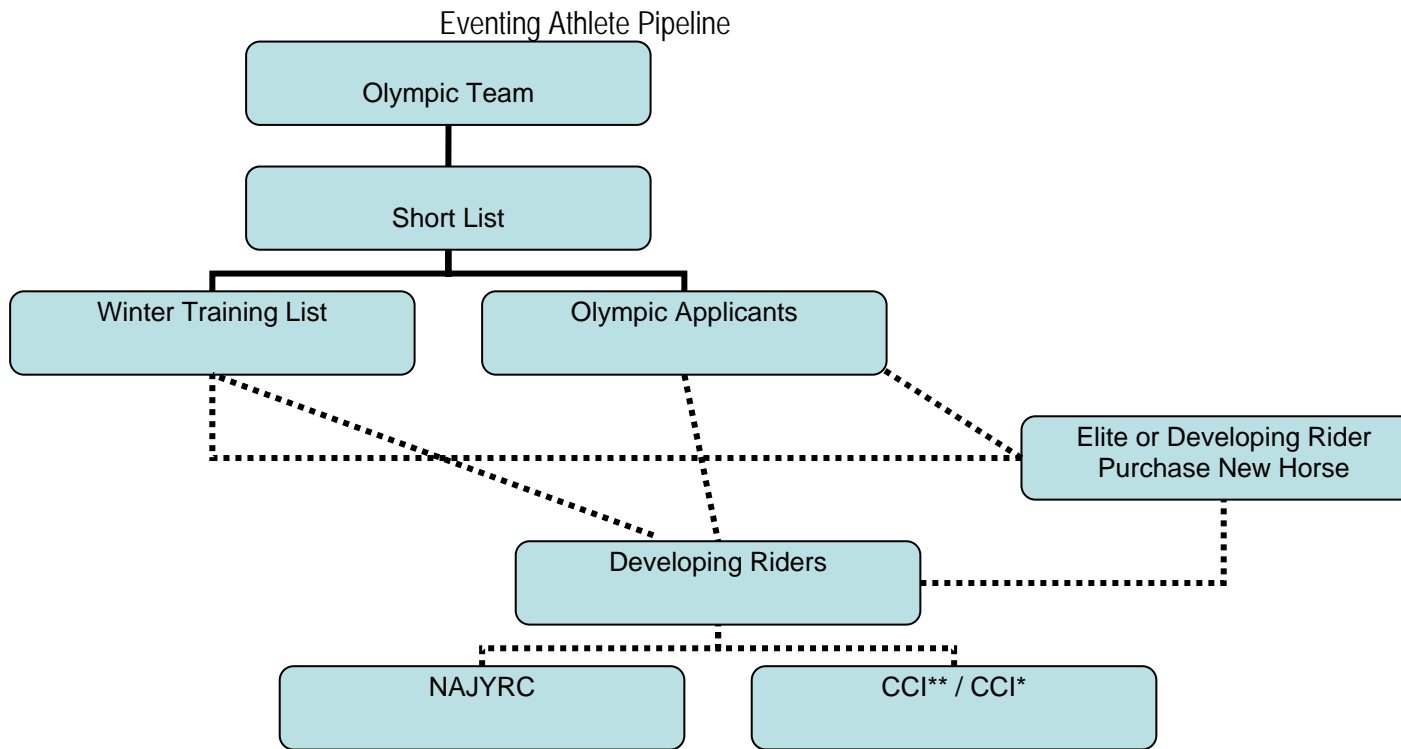 Eventing Athlete Pipeline
Olympic Team
Short List
Winter Training List
Olympic Applicants
Elite or Developing Rider
Purchase New Horse
Developing Riders
NAJYRC
CCI** / CCI*